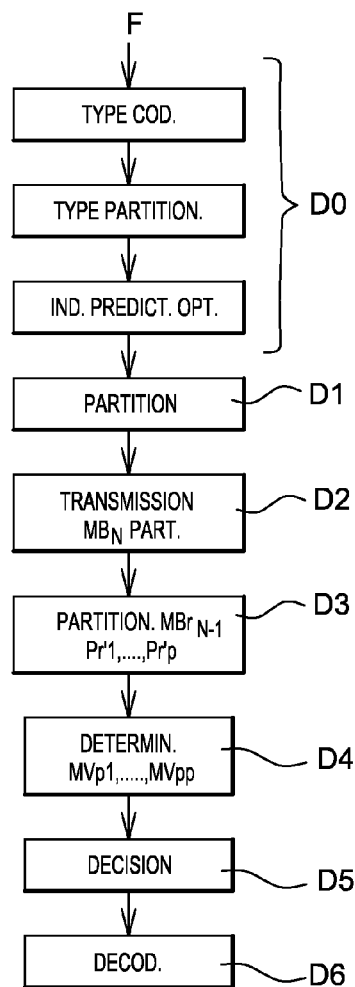 F
TYPE COD.
TYPE PARTITION.
D0
IND. PREDICT. OPT.
PARTITION
D1
TRANSMISSION
MBN PART.
D2
PARTITION. MBr N-1
Pr'1,....,Pr'p
D3
DETERMIN.
MVp1,.....,MVpp
D4
DECISION
D5
DECOD.
D6